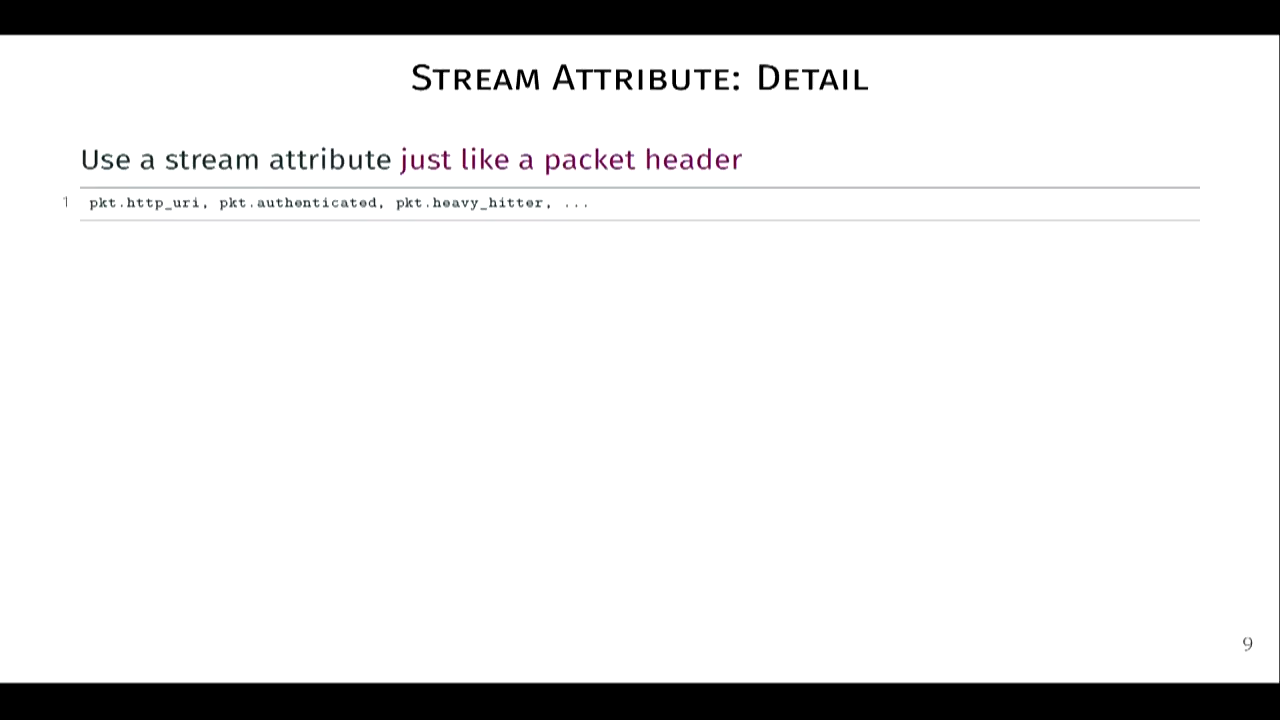 Stream Attribute: Detail
Use a stream attribute just like a packet header
1 pkt.http_uri, pkt.authenticated, pkt.heavy_hitter, ...
9